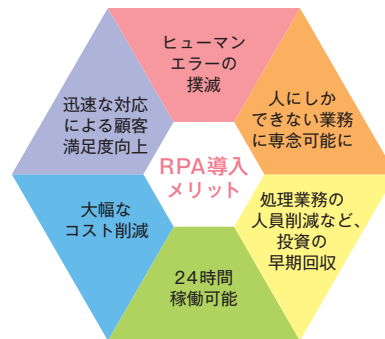 ヒューマン
エラーの
撲滅
人にしか
できない業務
に専念可能に
処理業務の
人員削減など、
投資の
早期回収
24時間
稼働可能
大幅な
コスト削減
迅速な対応
による顧客
満足度向上
RPA導入
メリット